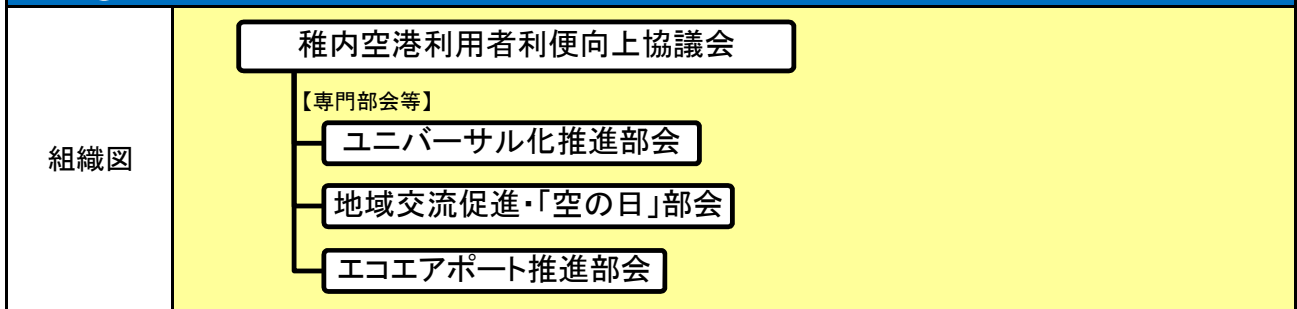 組織図
稚内空港利用者利便向上協議会
【専門部会等】
ユニバーサル化推進部会
地域交流促進・「空の日」部会
エコエアポート推進部会